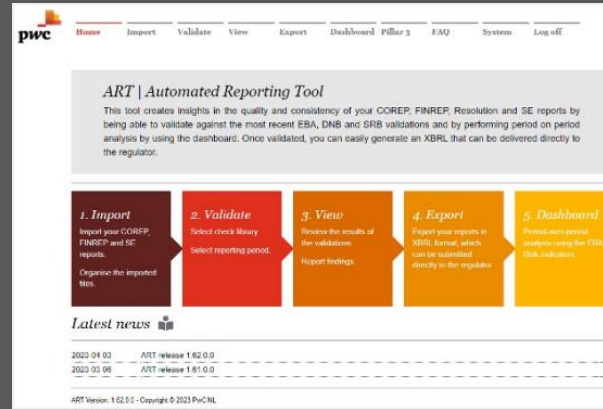 pwc
Home Import Validate View Export Dashboard Pillar 3 FAQ System Log off
ART | Automated Reporting Tool
This tool creates insights in the quality and consistency of your COREP, FINREP, Resolution and SE reports by
being able to validate against the most recent EBA, DNB and SRB validations and by performing period on period
analysis by using the dashboard. Once validated, you can easily generate an XBRL that can be delivered directly to
the regulator.
1. Import
Import your COREP,
FINREP and SE
reports.
Organise the imported
files.
2. Validate
Select check library
Select reporting period.
3. View
Review the results of
the validations.
Report findings.
4. Export
Export your reports in
XBRL format, which
can be submitted
directly to the regulator
5. Dashboard
Period-over-period
analysis using the EBA
Risk Indicators
Latest news
2023 04 03 ART release 1.62.0.0
2023 03 06 ART release 1.61.0.0
ART Version: 1.62.0.0 - Copyright © 2023 PwC NL